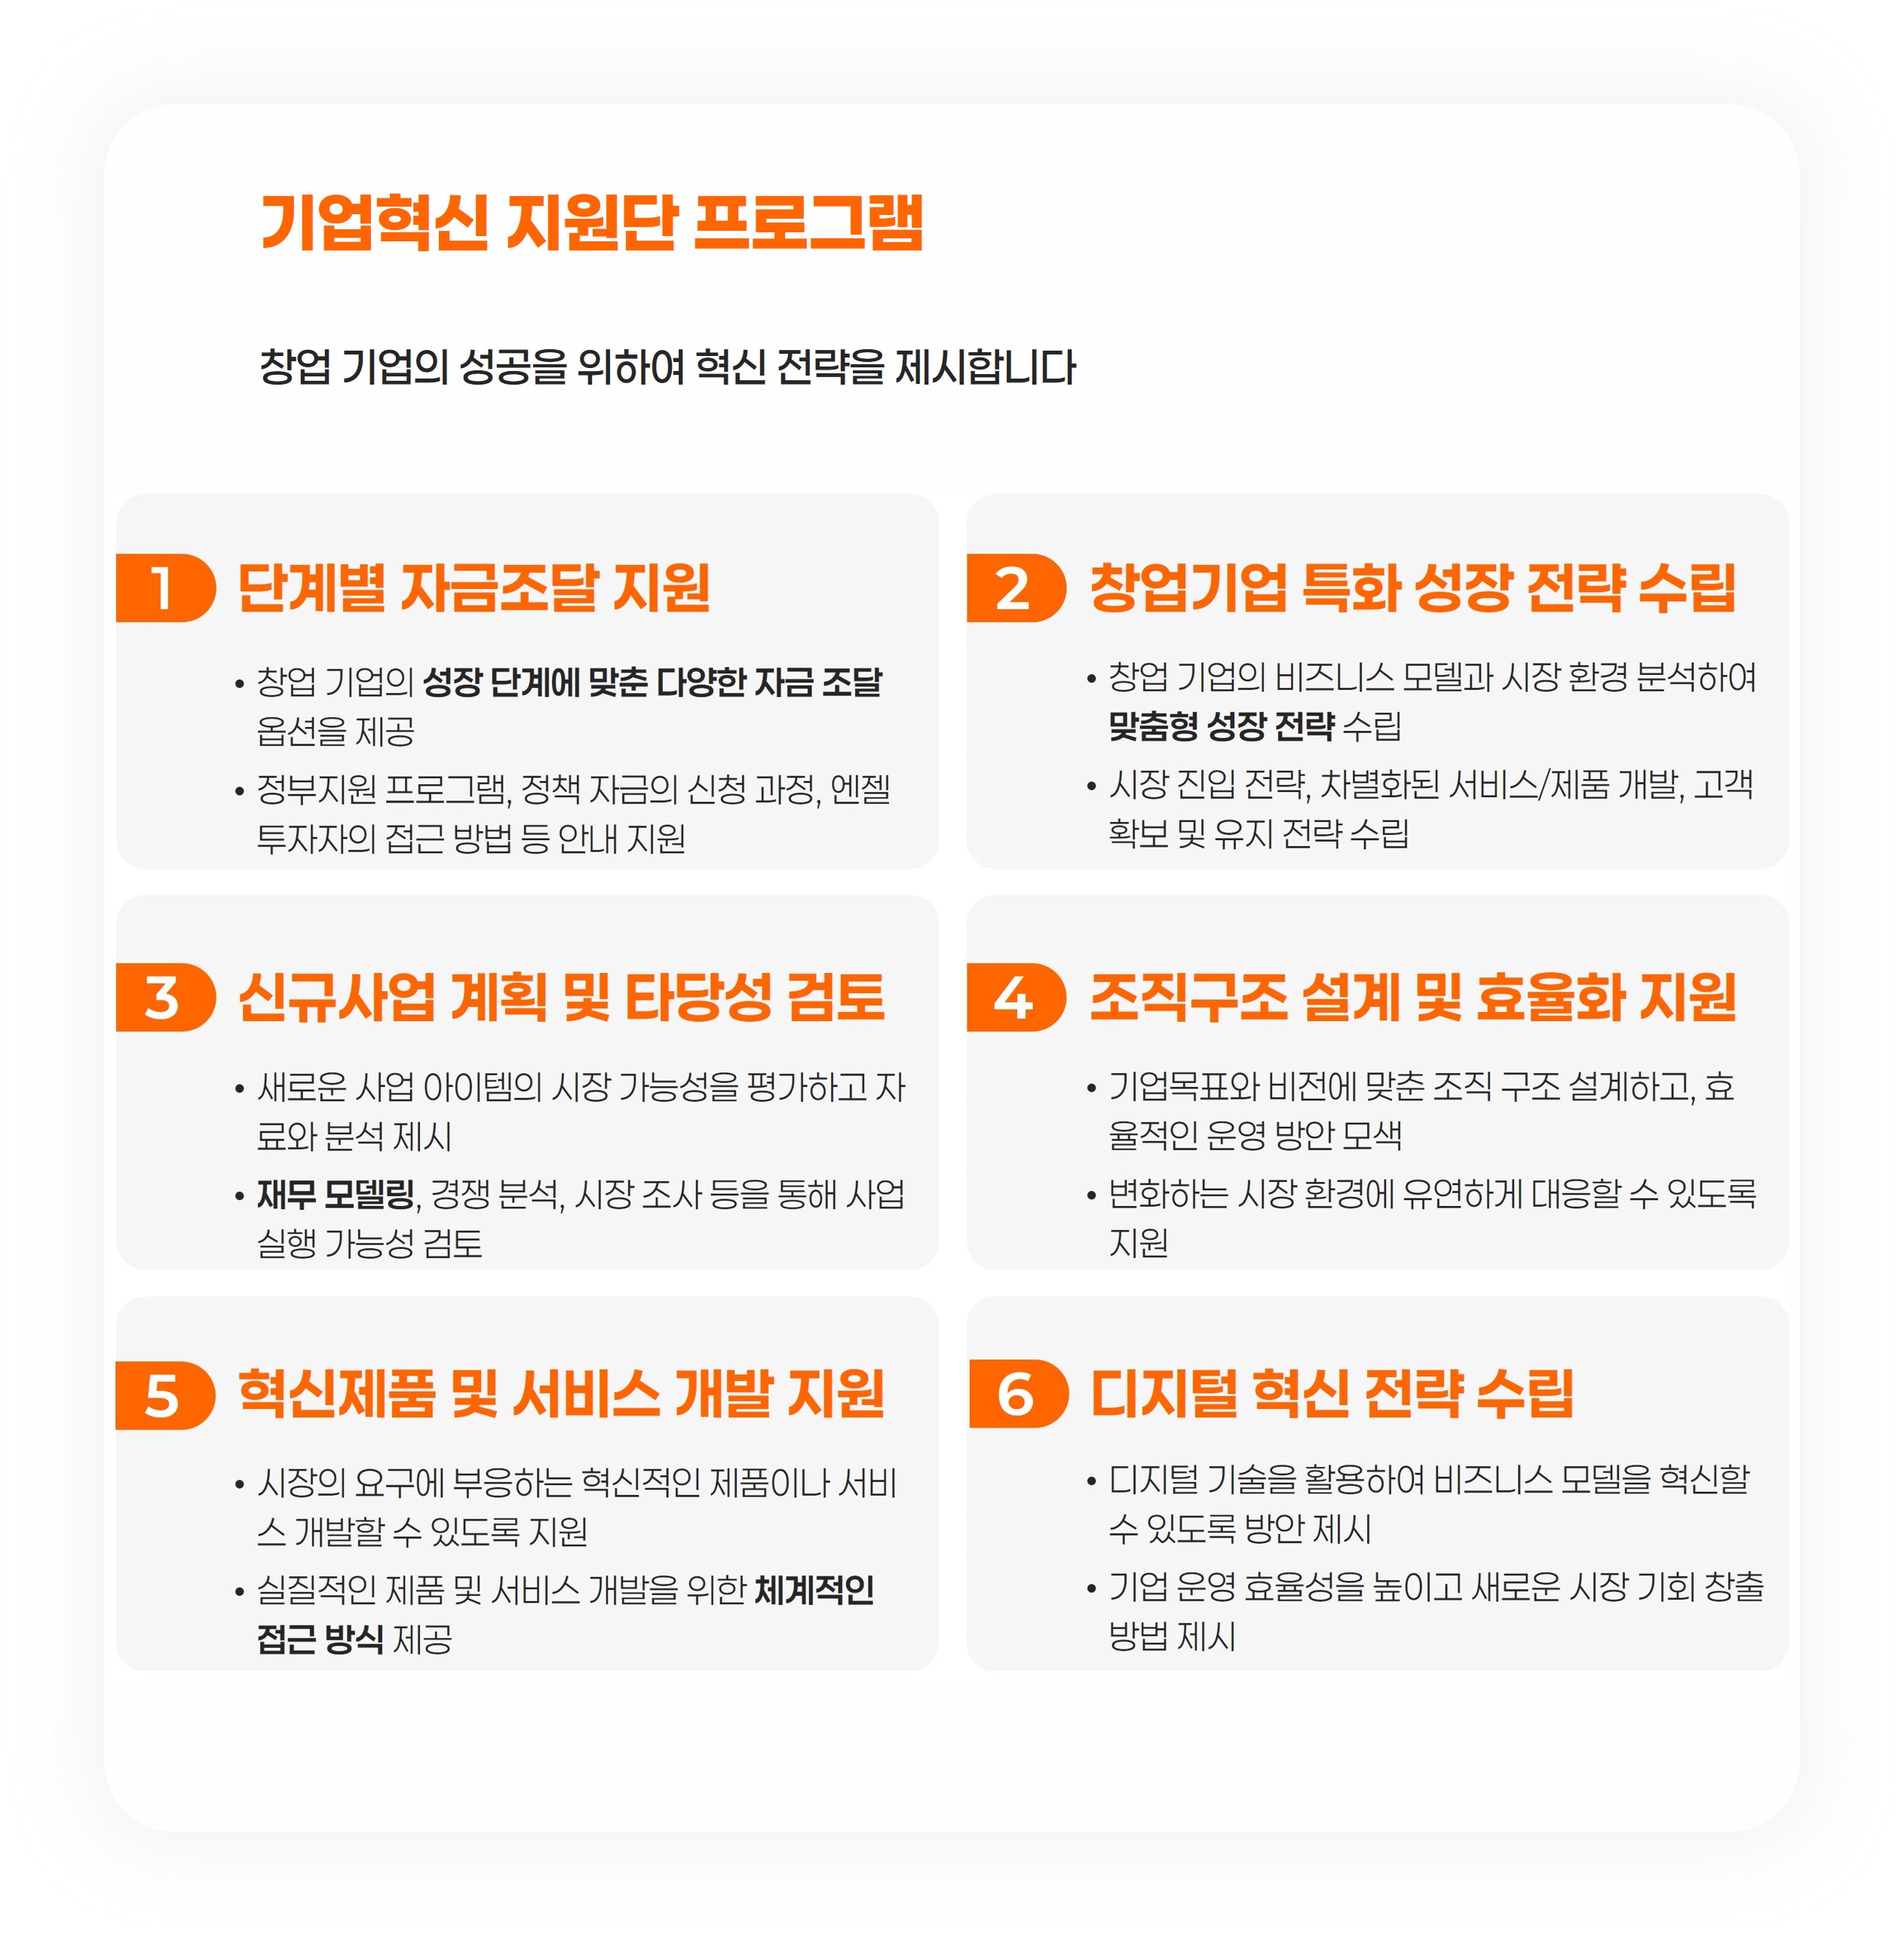 기업혁신 지원단 프로그램
창업 기업의 성공을 위하여 혁신 전략을 제시합니다
1 단계별 자금조달 지원
• 창업 기업의 성장 단계에 맞춘 다양한 자금 조달
옵션을 제공
• 정부지원 프로그램, 정책 자금의 신청 과정, 엔젤
투자자의 접근 방법 등 안내 지원
2 창업기업 특화 성장 전략 수립
• 창업 기업의 비즈니스 모델과 시장 환경 분석하여
맞춤형 성장 전략 수립
• 시장 진입 전략, 차별화된 서비스/제품 개발, 고객
확보 및 유지 전략 수립
3 신규사업 계획 및 타당성 검토
• 새로운 사업 아이템의 시장 가능성을 평가하고 자
료와 분석 제시
• 재무 모델링, 경쟁 분석, 시장 조사 등을 통해 사업
실행 가능성 검토
4 조직구조 설계 및 효율화 지원
• 기업목표와 비전에 맞춘 조직 구조 설계하고, 효
율적인 운영 방안 모색
• 변화하는 시장 환경에 유연하게 대응할 수 있도록
지원
5 혁신제품 및 서비스 개발 지원
• 시장의 요구에 부응하는 혁신적인 제품이나 서비
스 개발할 수 있도록 지원
• 실질적인 제품 및 서비스 개발을 위한 체계적인
접근 방식 제공
6 디지털 혁신 전략 수립
• 디지털 기술을 활용하여 비즈니스 모델을 혁신할
수 있도록 방안 제시
• 기업 운영 효율성을 높이고 새로운 시장 기회 창출
방법 제시